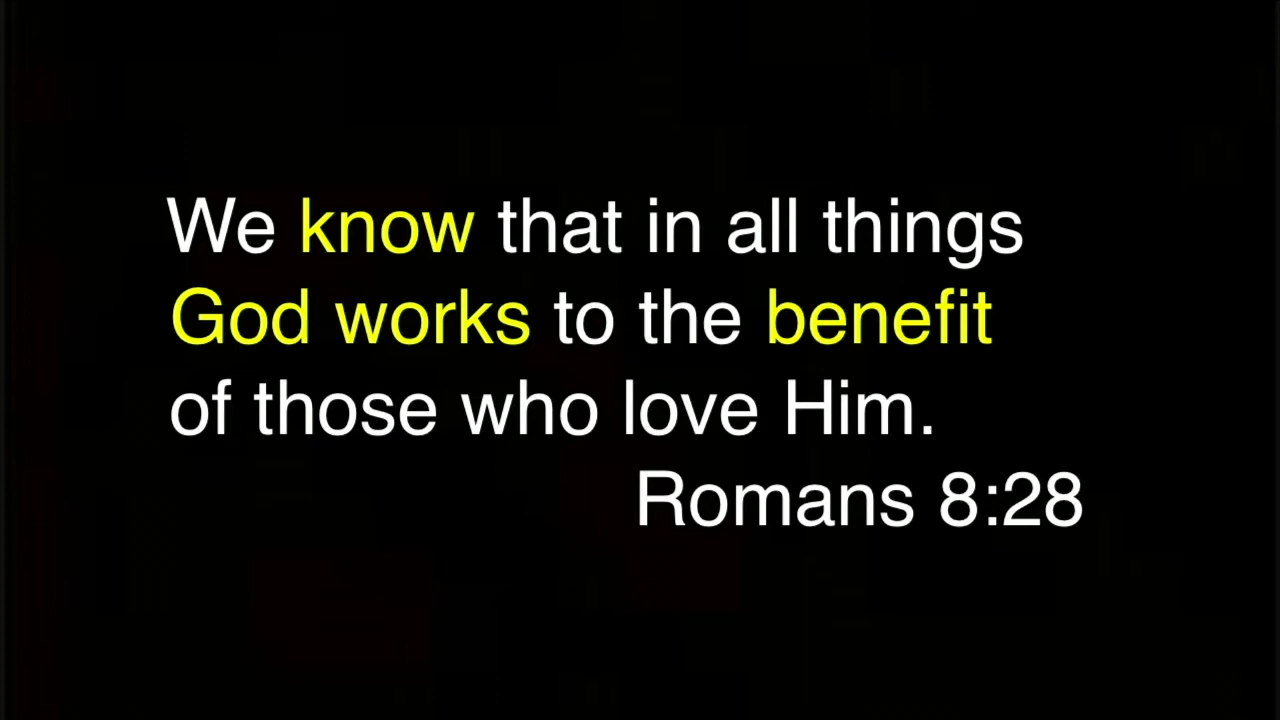 We know that in all things
God works to the benefit
of those who love Him.
Romans 8:28